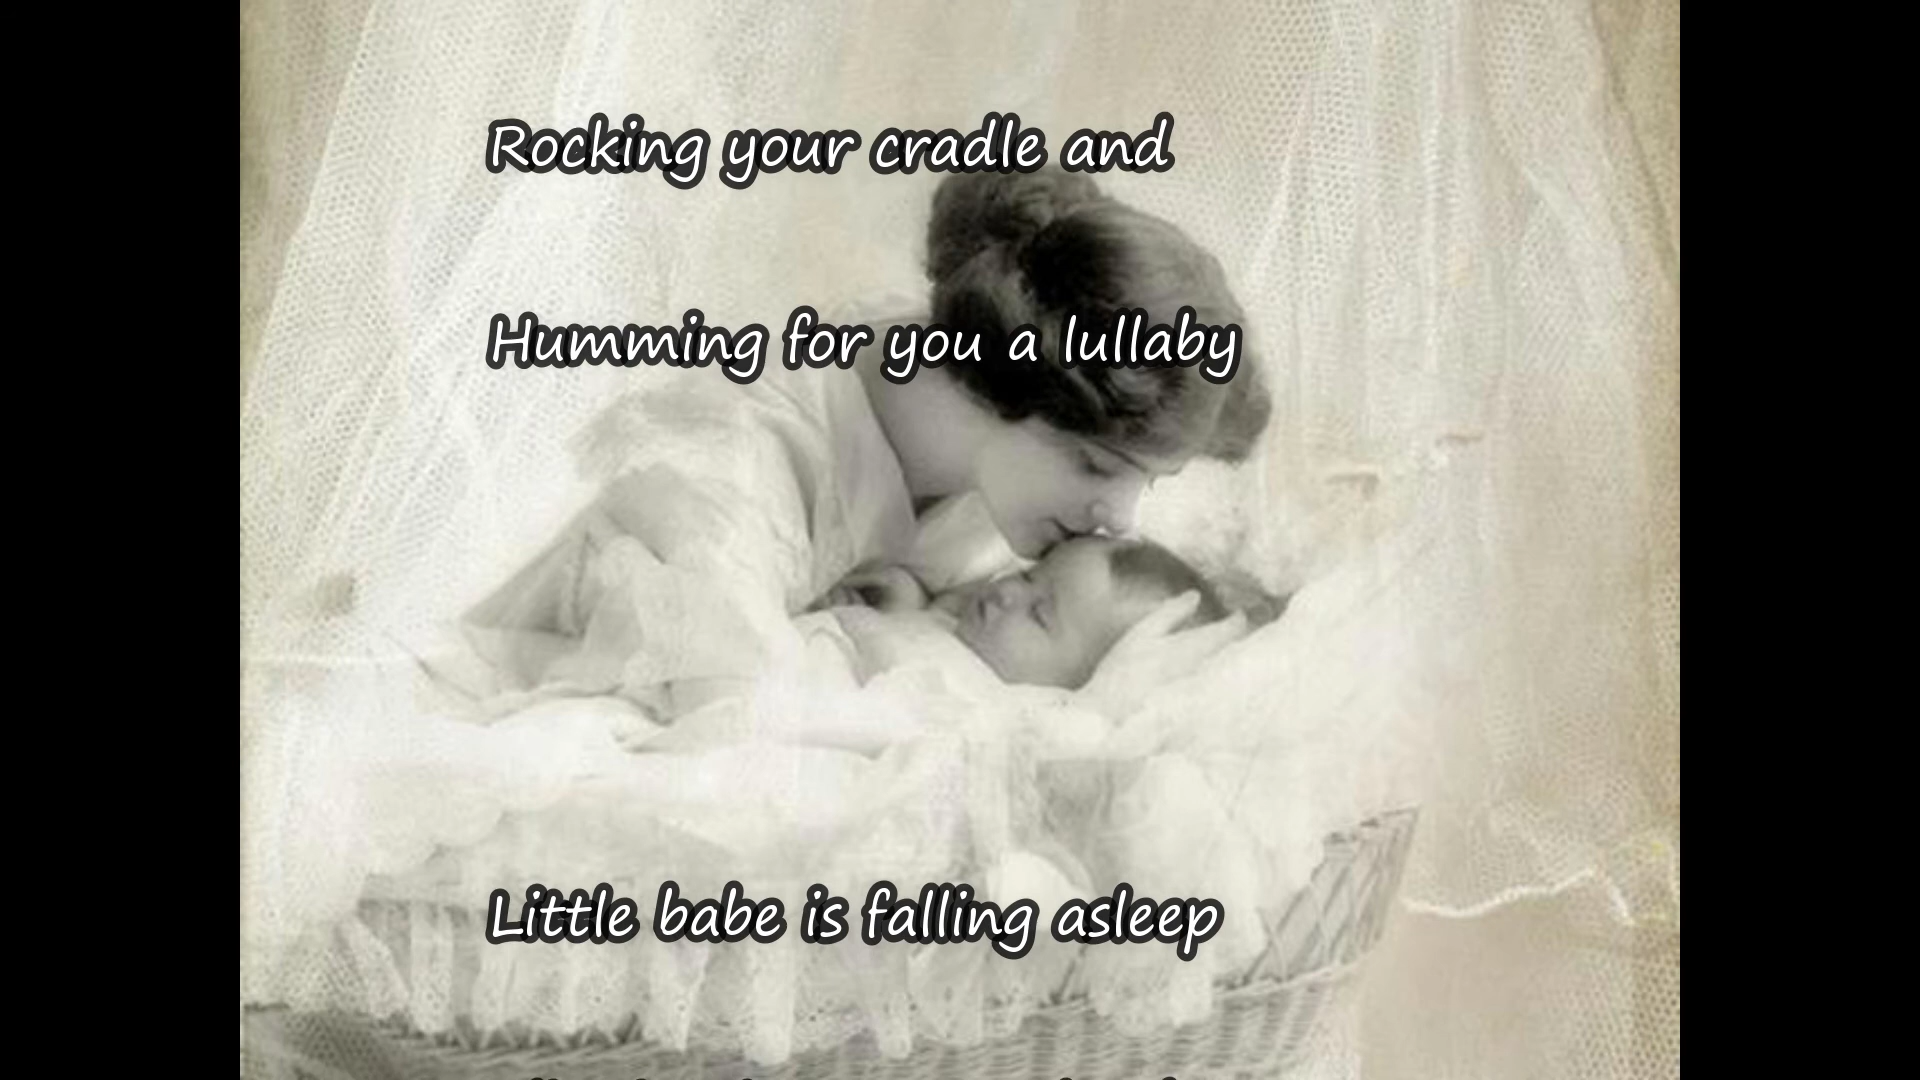 Rocking your cradle and
Humming for you a lullaby
Little babe is falling asleep